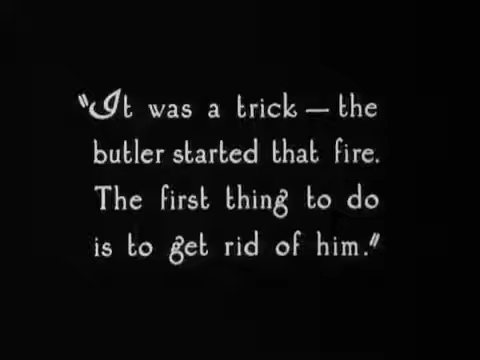 "It was a trick — the
butler started that fire.
The first thing to do
is to get rid of him."